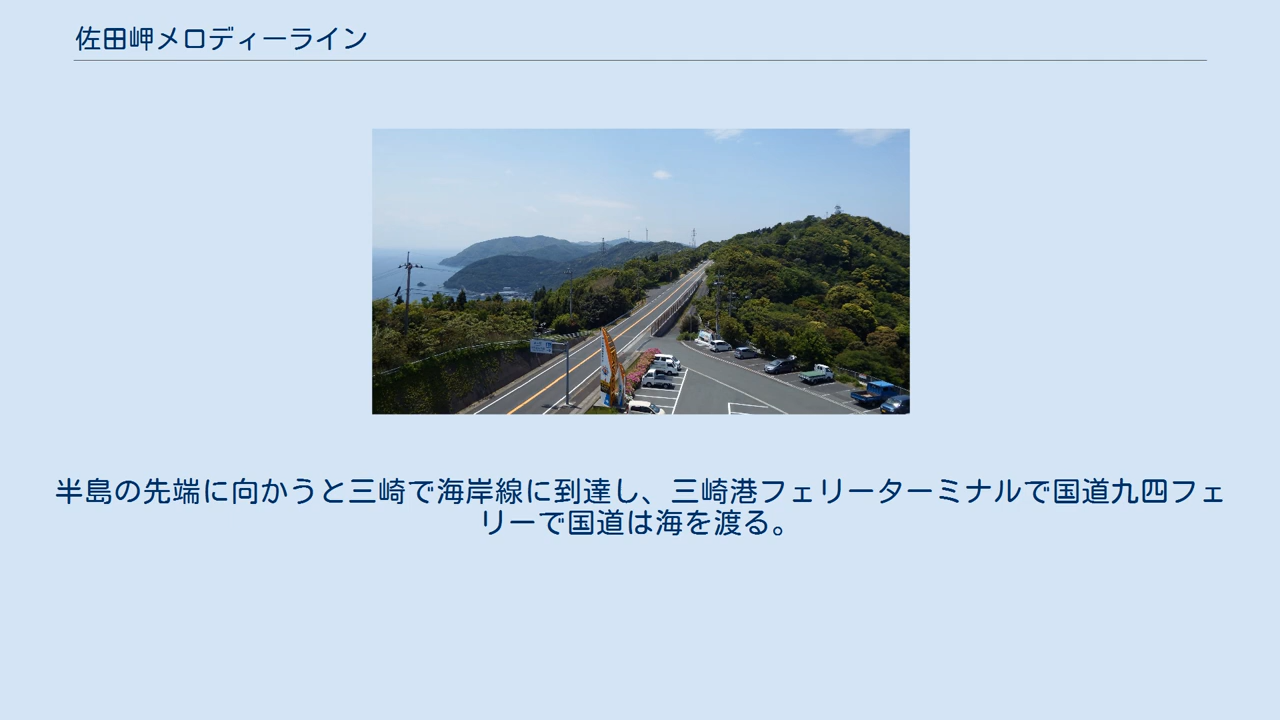 佐田岬メロディーライン
半島の先端に向かうと三崎で海岸線に到達し、三崎港フェリーターミナルで国道九四フェ
リーで国道は海を渡る。